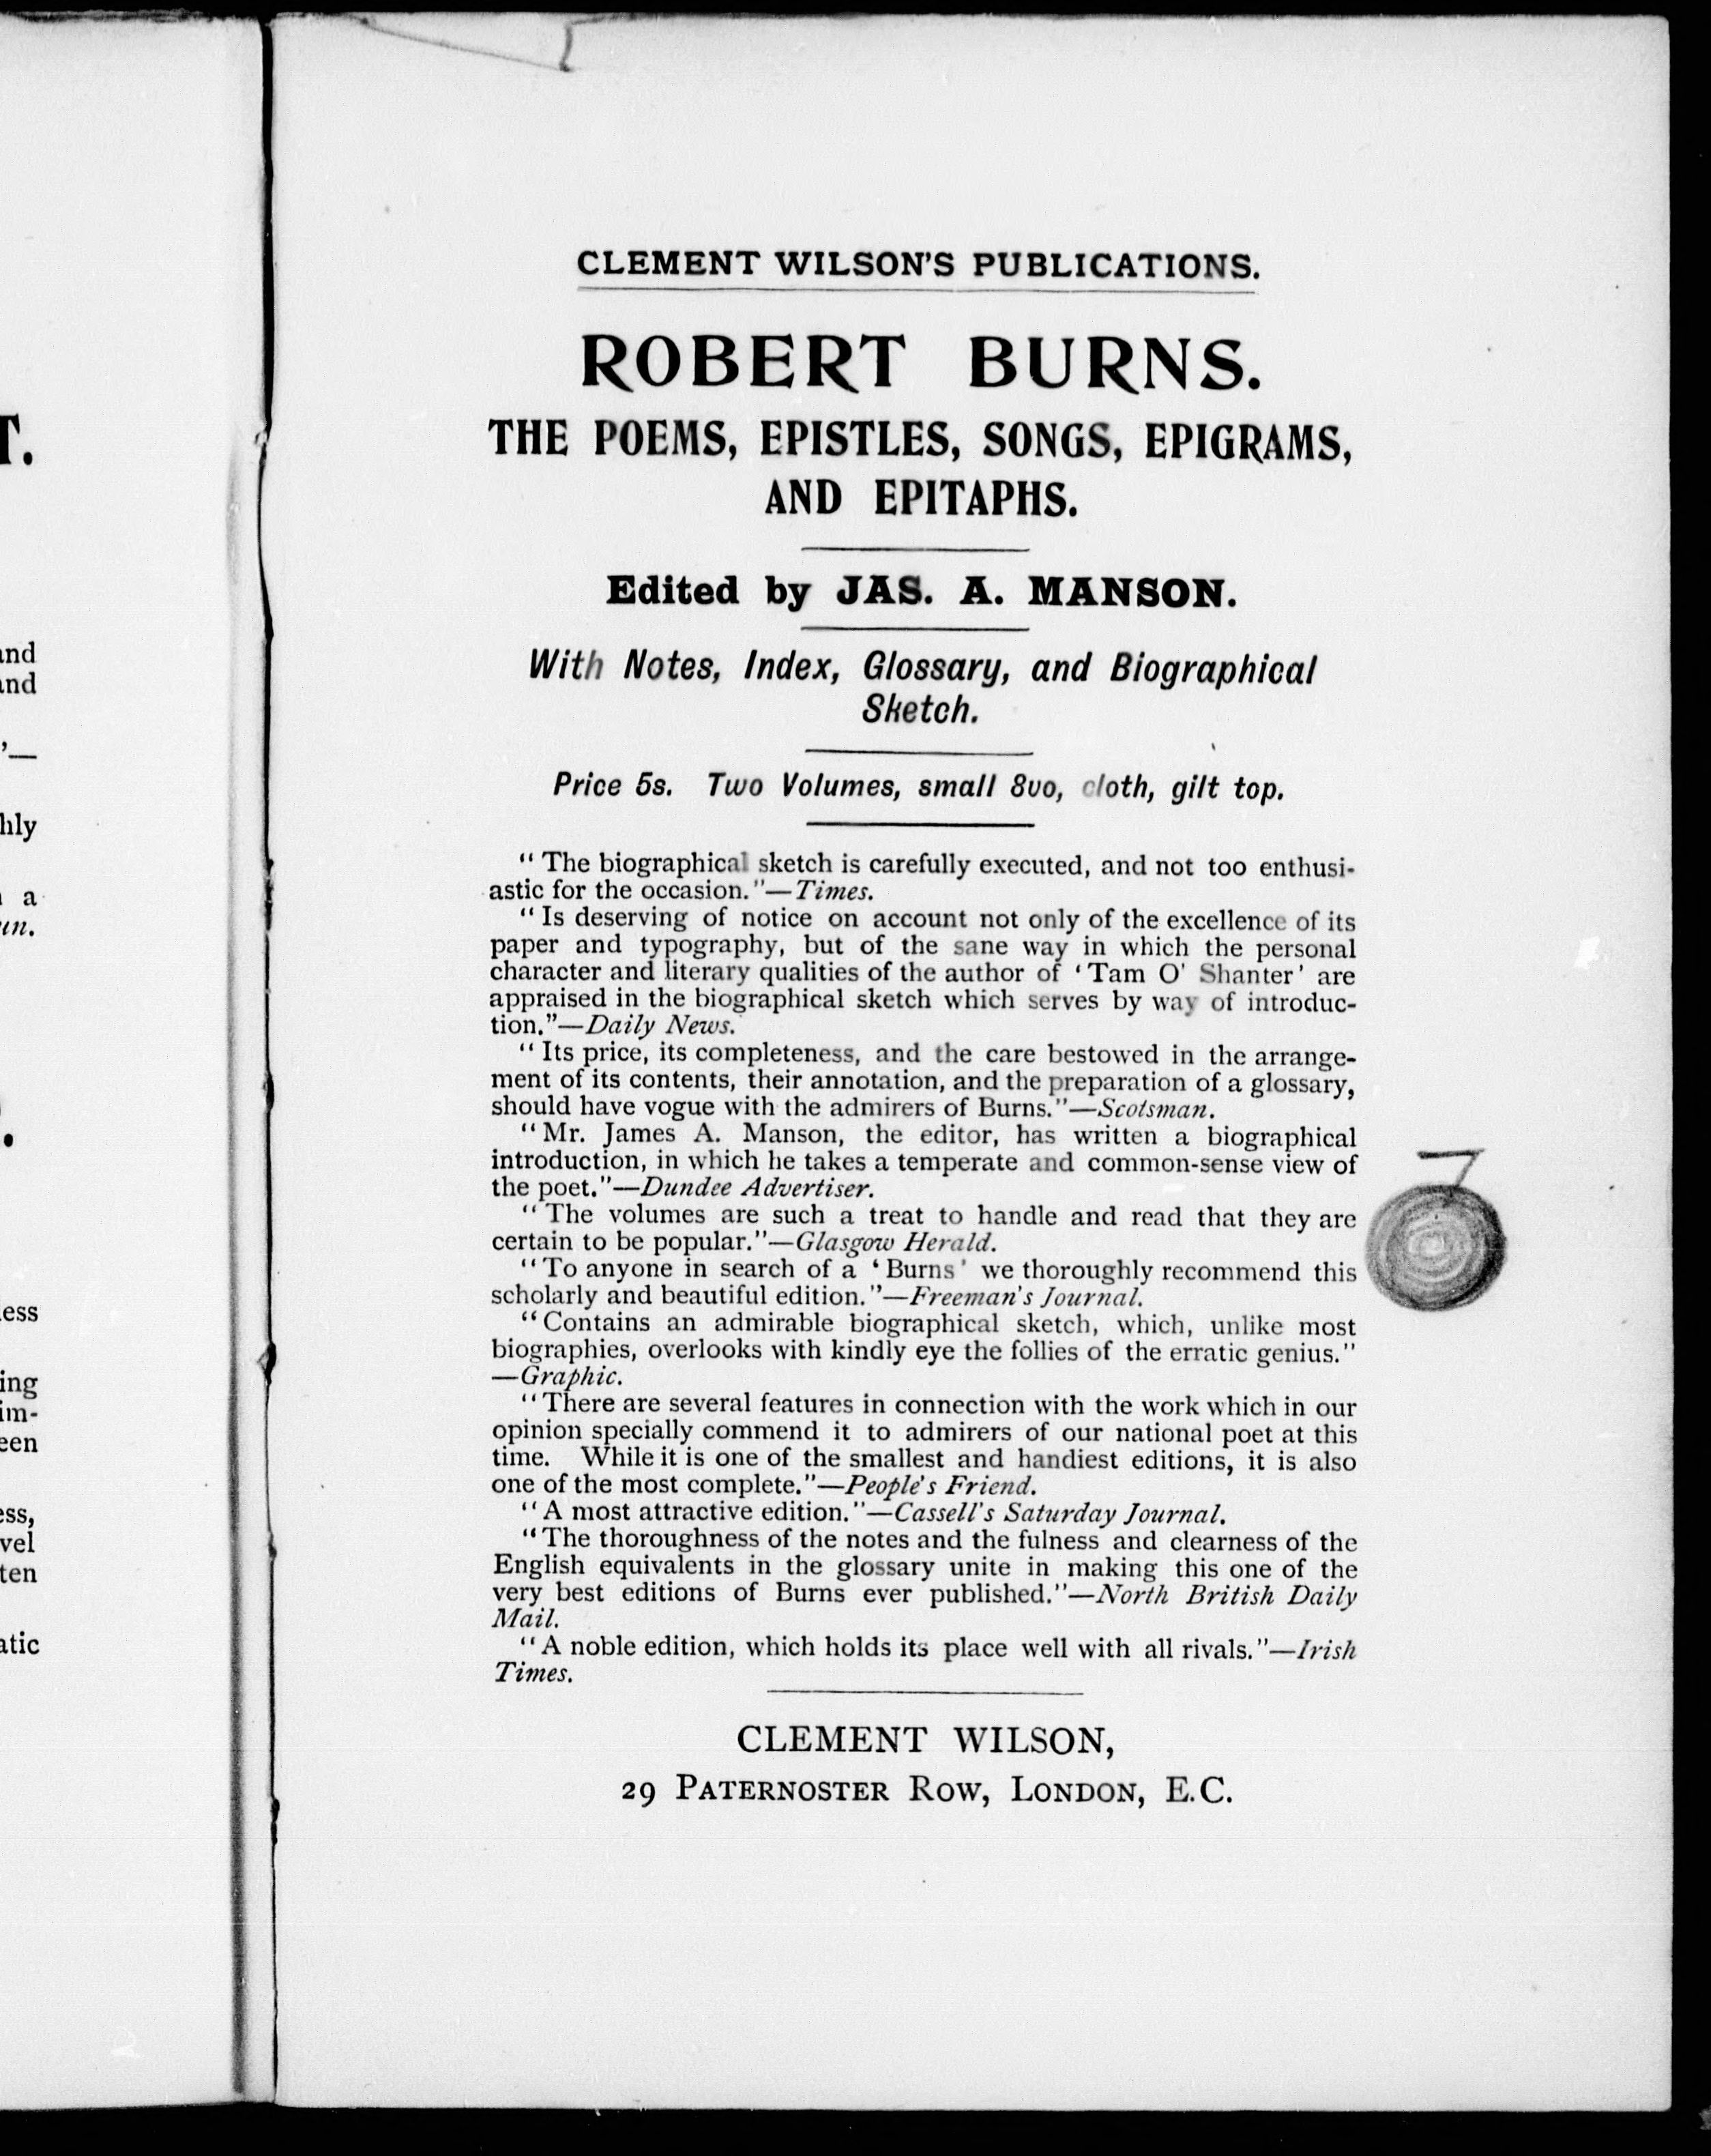 CLEMENT WILSON'S PUBLICATIONS.
ROBERT BURNS.
THE POEMS, EPISTLES, SONGS, EPIGRAMS,
AND EPITAPHS.
Edited by JAS. A. MANSON.
With Notes, Index, Glossary, and Biographical
Sketch.
Price 5s. Two Volumes, small 8vo, cloth, gilt top.
"The biographical sketch is carefully executed, and not too enthusi-
astic for the occasion."—Times.
"Is deserving of notice on account not only of the excellence of its
paper and typography, but of the sane way in which the personal
character and literary qualities of the author of 'Tam O' Shanter' are
appraised in the biographical sketch which serves by way of introduc-
tion."—Daily News.
"Its price, its completeness, and the care bestowed in the arrange-
ment of its contents, their annotation, and the preparation of a glossary,
should have vogue with the admirers of Burns."—Scotsman.
"Mr. James A. Manson, the editor, has written a biographical
introduction, in which he takes a temperate and common-sense view of
the poet."—Dundee Advertiser.
"The volumes are such a treat to handle and read that they are
certain to be popular."—Glasgow Herald.
"To anyone in search of a 'Burns' we thoroughly recommend this
scholarly and beautiful edition."—Freeman's Journal.
"Contains an admirable biographical sketch, which, unlike most
biographies, overlooks with kindly eye the follies of the erratic genius."
—Graphic.
"There are several features in connection with the work which in our
opinion specially commend it to admirers of our national poet at this
time. While it is one of the smallest and handiest editions, it is also
one of the most complete."—People's Friend.
"A most attractive edition."—Cassell's Saturday Journal.
"The thoroughness of the notes and the fulness and clearness of the
English equivalents in the glossary unite in making this one of the
very best editions of Burns ever published."—North British Daily
Mail.
"A noble edition, which holds its place well with all rivals."—Irish
Times.
CLEMENT WILSON,
29 PATERNOSTER ROW, LONDON, E.C.